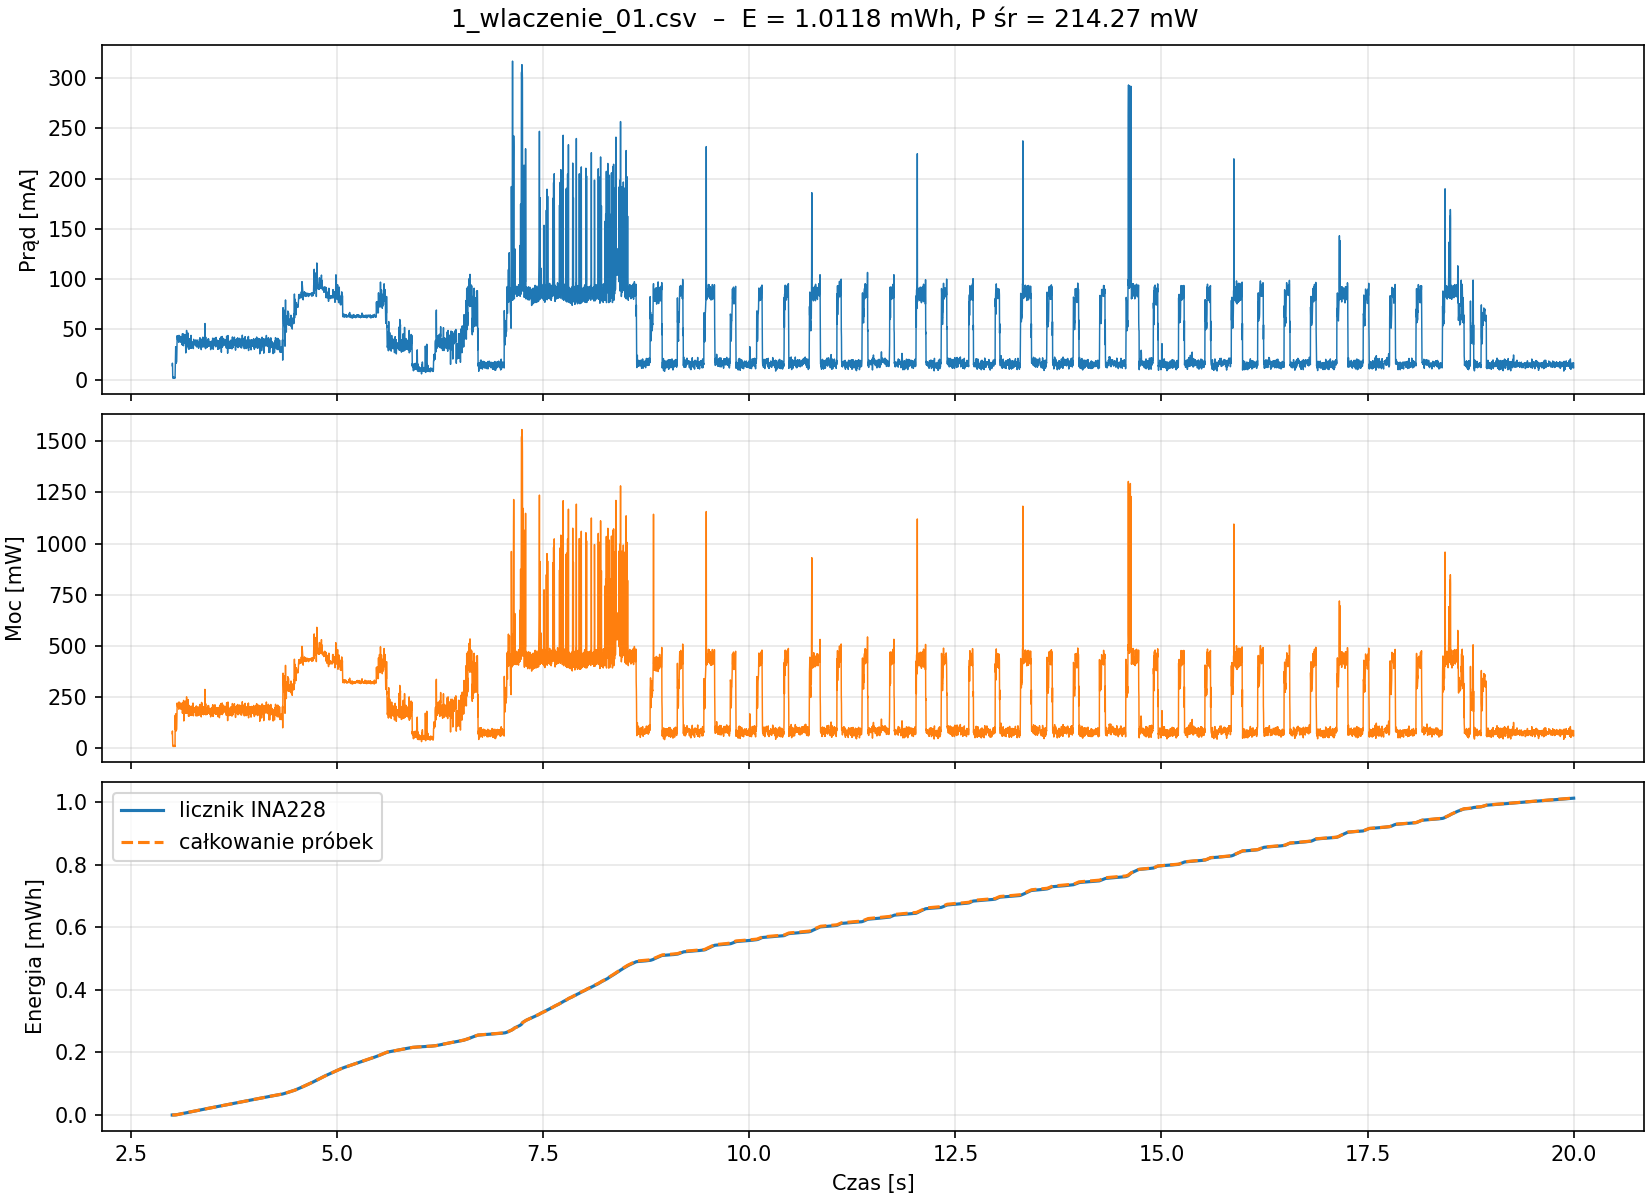 1_wlaczenie_01.csv – E = 1.0118 mWh, P śr = 214.27 mW
300
250
200
150
100
50
0
Prąd [mA]
1500
1250
1000
750
500
250
0
Moc [mW]
licznik INA228
całkowanie próbek
1.0
0.8
0.6
0.4
0.2
0.0
Energia [mWh]
2.5 5.0 7.5 10.0 12.5 15.0 17.5 20.0
Czas [s]